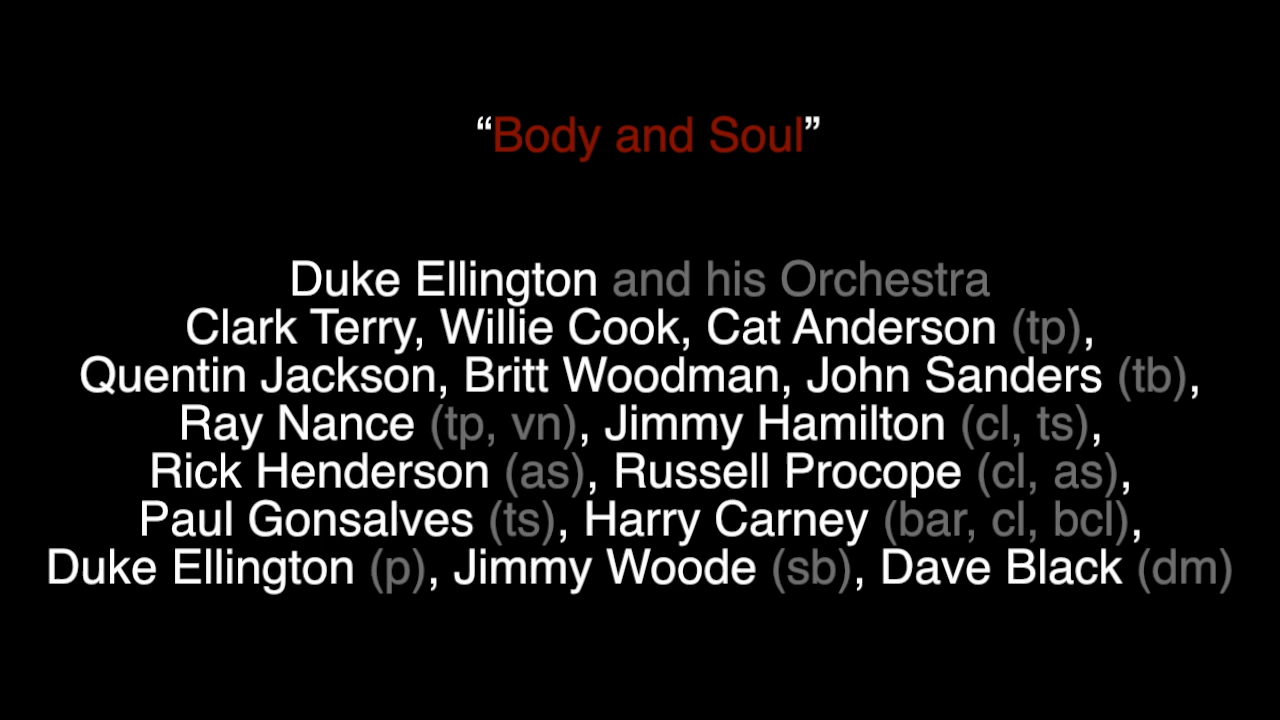 “Body and Soul”
Duke Ellington and his Orchestra
Clark Terry, Willie Cook, Cat Anderson (tp),
Quentin Jackson, Britt Woodman, John Sanders (tb),
Ray Nance (tp, vn), Jimmy Hamilton (cl, ts),
Rick Henderson (as), Russell Procope (cl, as),
Paul Gonsalves (ts), Harry Carney (bar, cl, bcl),
Duke Ellington (p), Jimmy Woode (sb), Dave Black (dm)